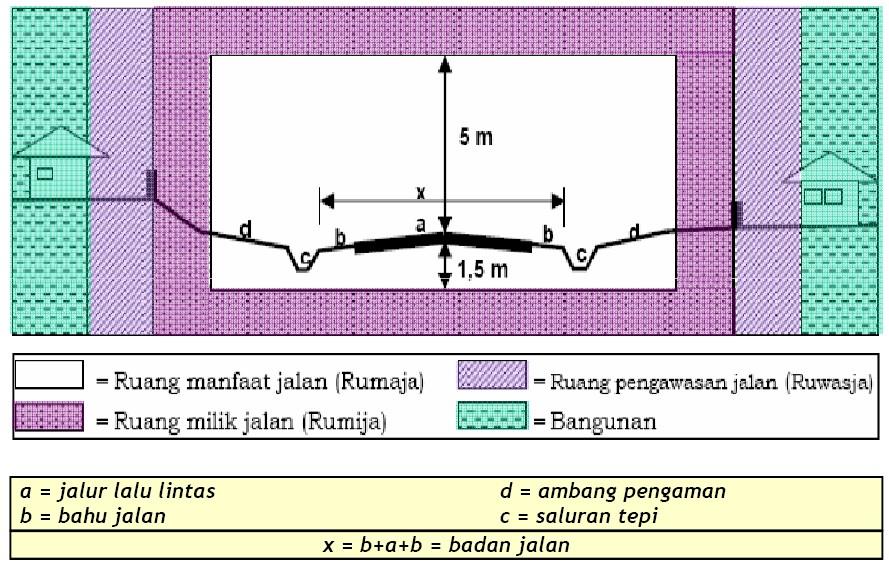 5 m
x
d
b
a
b
d
c
c
1,5 m
= Ruang manfaat jalan (Rumaja)
= Ruang pengawasan jalan (Ruwasja)
= Ruang milik jalan (Rumija)
= Bangunan
a = jalur lalu lintas
d = ambang pengaman
b = bahu jalan
c = saluran tepi
x = b+a+b = badan jalan